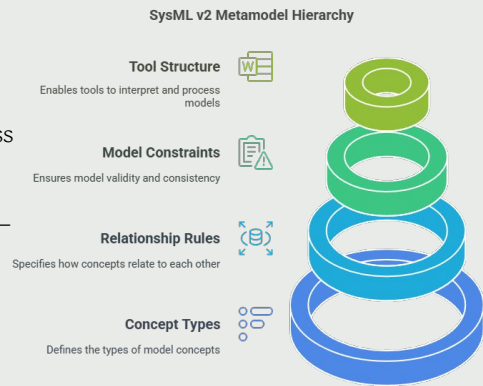 SysML v2 Metamodel Hierarchy
Tool Structure
Enables tools to interpret and process
models
ss
Model Constraints
Ensures model validity and consistency
Relationship Rules
Specifies how concepts relate to each other
Concept Types
Defines the types of model concepts